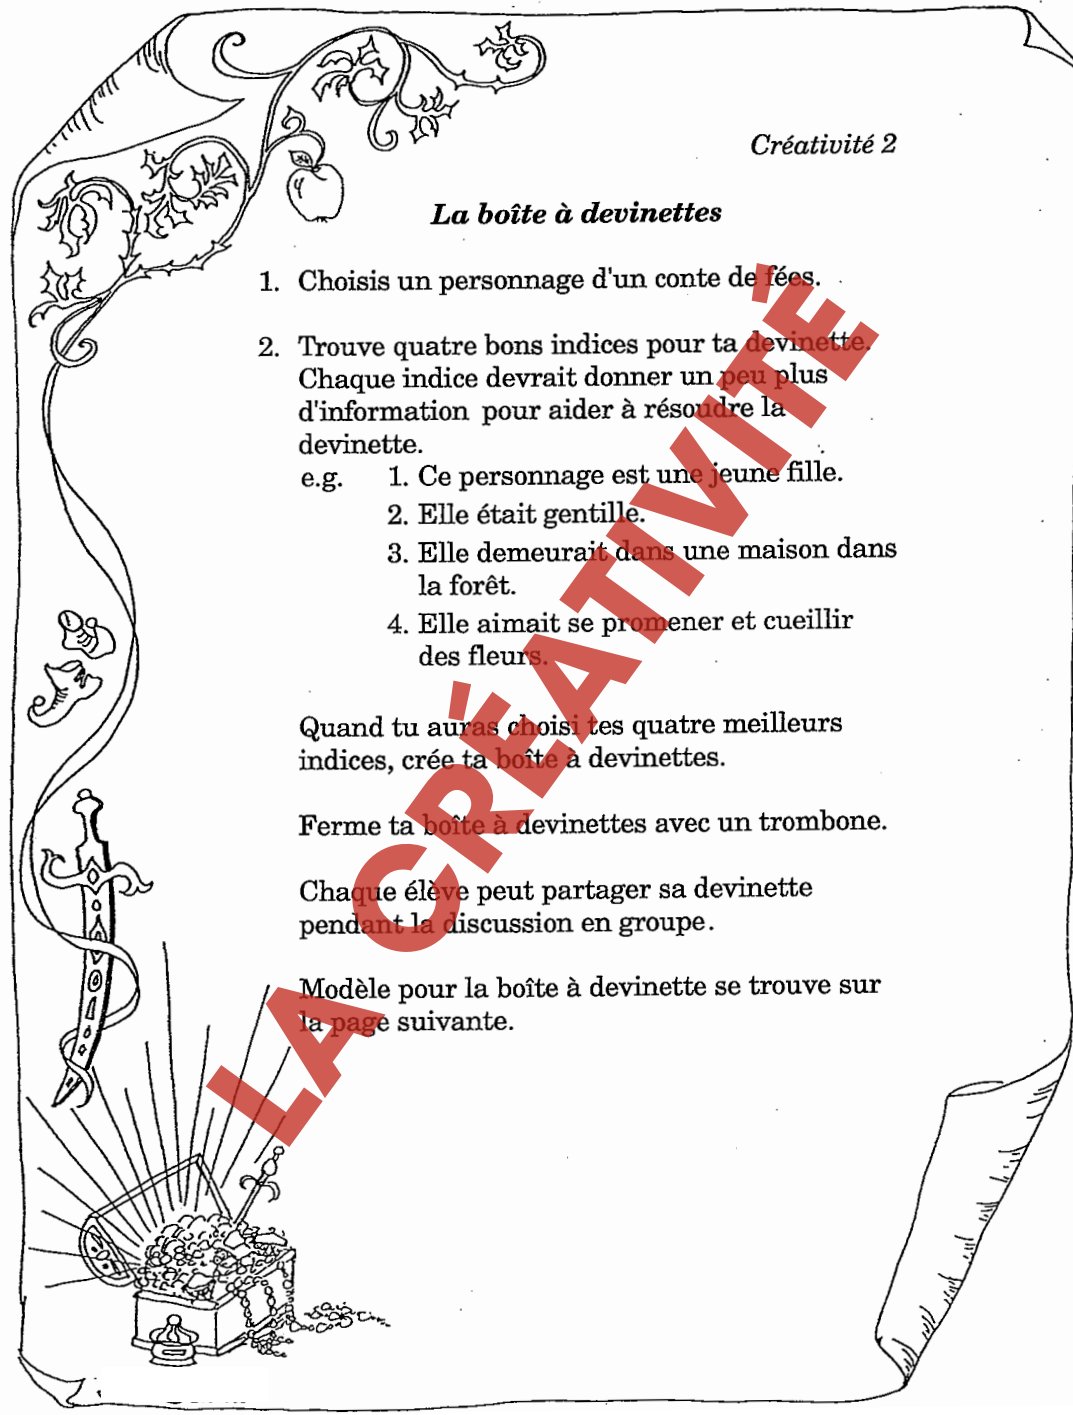 Créativité 2
La boîte à devinettes
1. Choisis un personnage d'un conte de fées.
2. Trouve quatre bons indices pour ta devinette.
Chaque indice devrait donner un peu plus
d'information pour aider à résoudre la
devinette.
e.g. 1. Ce personnage est une jeune fille.
2. Elle était gentille.
3. Elle demeurait dans une maison dans
la forêt.
4. Elle aimait se promener et cueillir
des fleurs.
Quand tu auras choisi tes quatre meilleurs
indices, crée ta boîte à devinettes.
Ferme ta boîte à devinettes avec un trombone.
Chaque élève peut partager sa devinette
pendant la discussion en groupe.
Modèle pour la boîte à devinette se trouve sur
la page suivante.
LA CRÉATIVITÉ